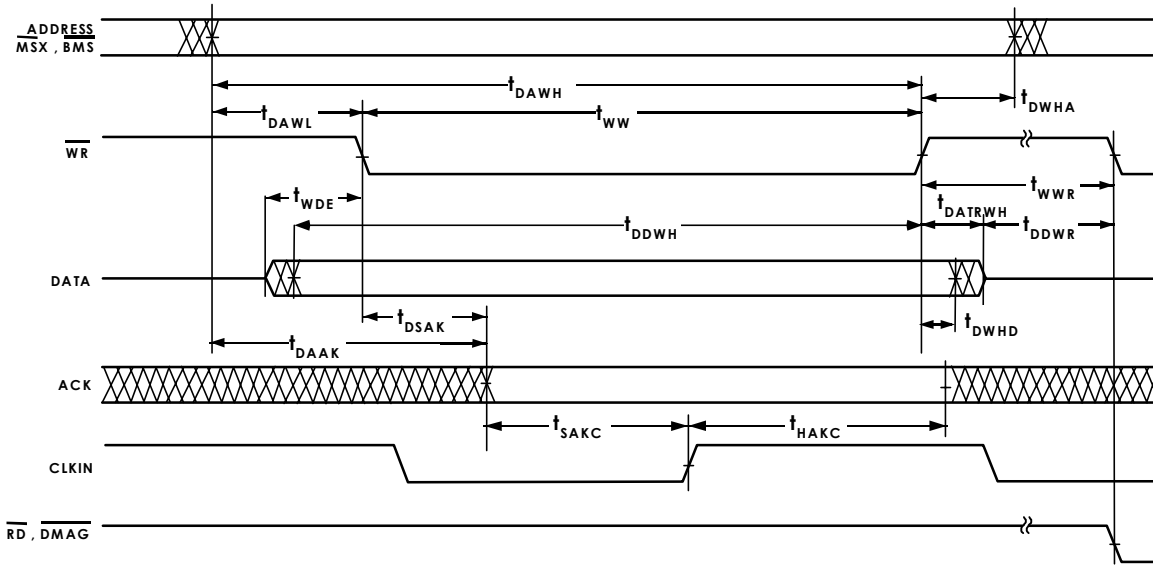 ADDRESS
MSX , BMS
tDAWH
tDWHA
tDAWL
tWW
WR
tWWR
tWDE
tDATRWH
tDDWH
tDDWR
DATA
tDSAK
tDWHD
tDAAK
ACK
tSAKC
tHAKC
CLKIN
RD , DMAG